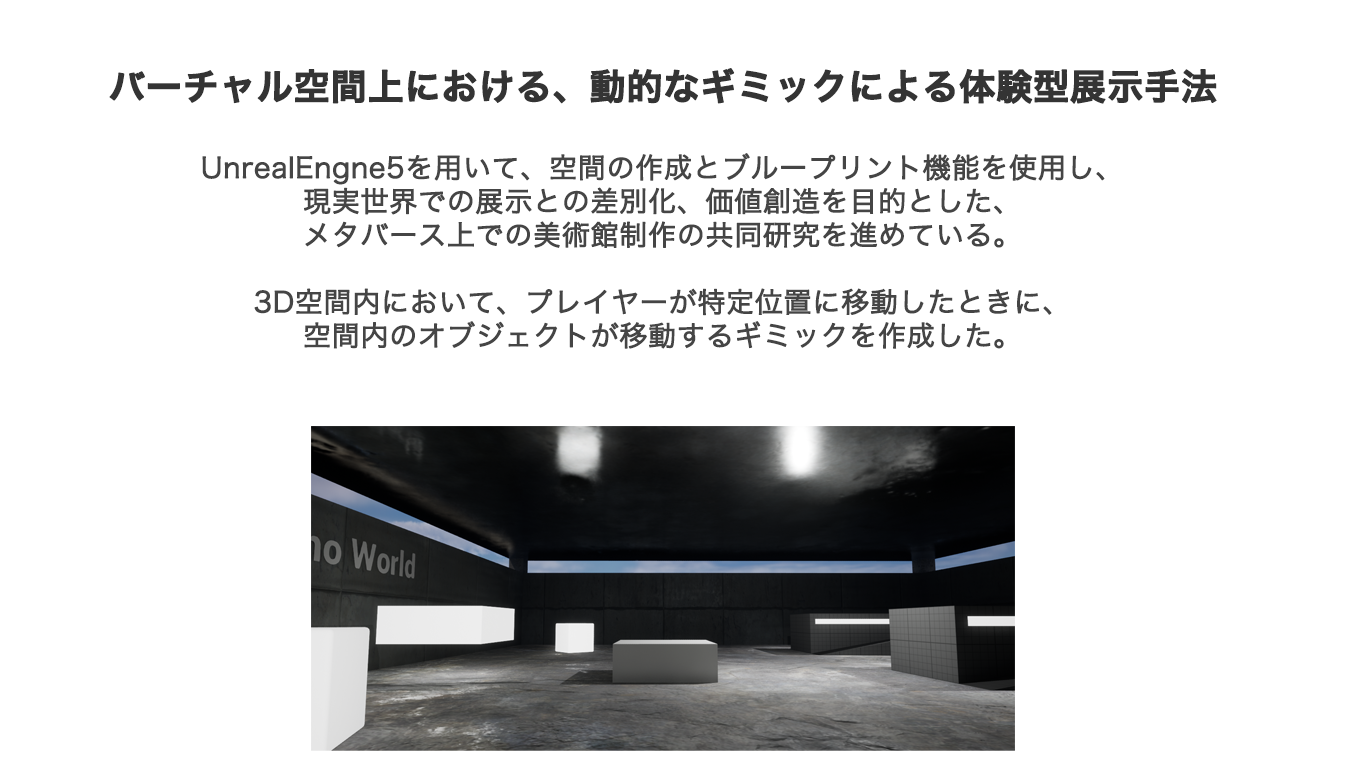 バーチャル空間上における、動的なギミックによる体験型展示手法
UnrealEngne5を用いて、空間の作成とブループリント機能を使用し、
現実世界での展示との差別化、価値創造を目的とした、
メタバース上での美術館制作の共同研究を進めている。
3D空間内において、プレイヤーが特定位置に移動したときに、
空間内のオブジェクトが移動するギミックを作成した。
World